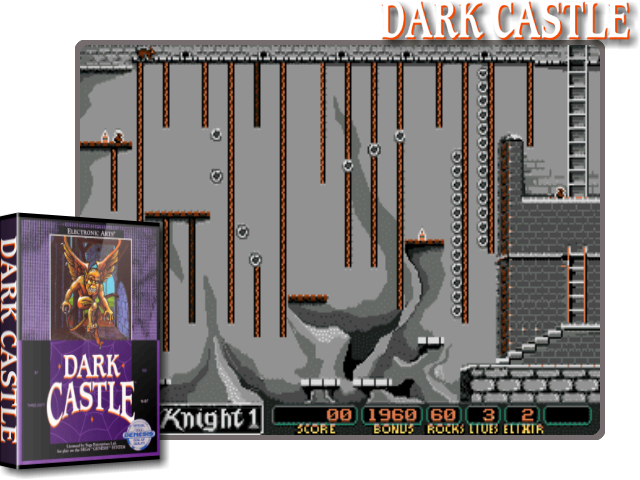 DARK CASTLE
ELECTRONIC ARTS
DARK CASTLE
DARK
CASTLE
GENESIS
Knight 1
00 1960 60 3 2
SCORE BONUS ROCKS LIVES ELIXIR